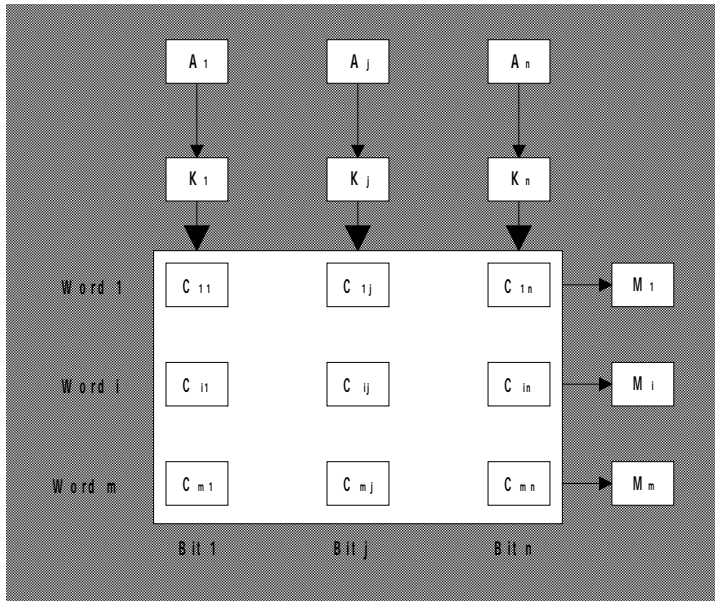 A 1 A j A n
K 1 K j K n
Word 1 C 11 C 1j C 1n M 1
Word i C i1 C ij C in M i
Word m C m1 C mj C mn M m
Bit 1 Bit j Bit n